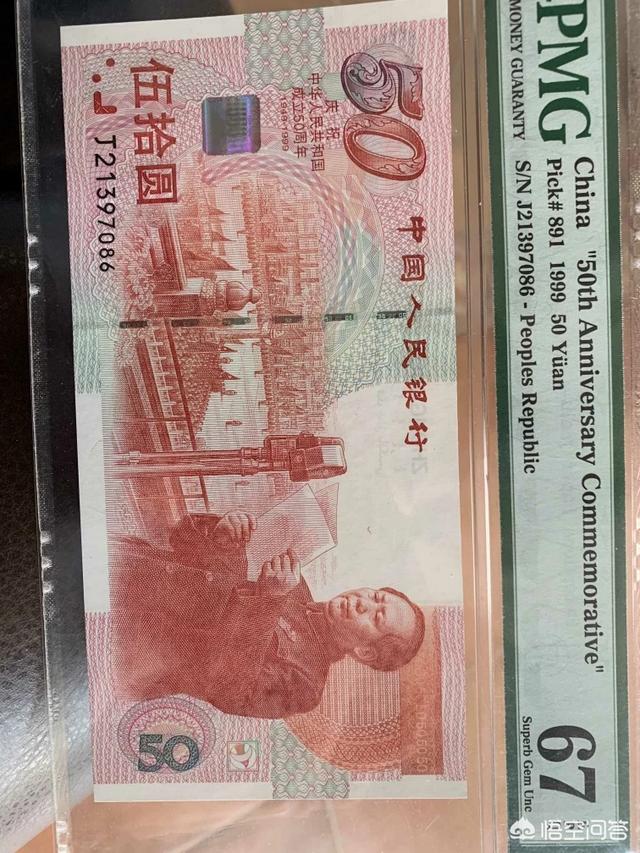 PMG
MONEY GUARANTY
China "50th Anniversary Commemorative"
Pick# 891 1999 50 Yüan
S/N J21397086 - Peoples Republic
67
Superb Gem Unc
50
庆祝
中华人民共和国
成立50周年
1949-1999
中国人民银行
伍拾圆
J21397086
50
悟空问答